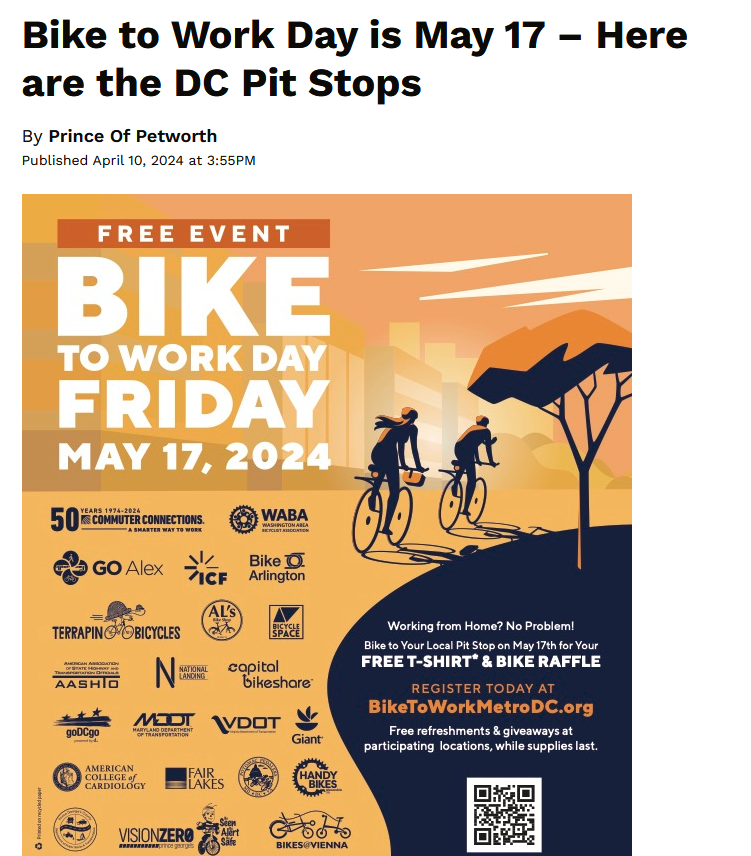 Bike to Work Day is May 17 – Here
are the DC Pit Stops
By Prince Of Petworth
Published April 10, 2024 at 3:55PM
FREE EVENT
BIKE
TO WORK DAY
FRIDAY
MAY 17, 2024
50 YEARS 1974-2024
COMMUTER CONNECTIONS.
A SMARTER WAY TO WORK
WABA
WASHINGTON AREA
BICYCLIST ASSOCIATION
GO Alex
ICF
Bike
Arlington
TERRAPIN BICYCLES
AL's
Bike Shop
BICYCLE
SPACE
AMERICAN ASSOCIATION
OF STATE HIGHWAY AND
TRANSPORTATION OFFICIALS
AASHTO
N NATIONAL
LANDING
capital
bikeshare
goDCgo
powered by d.
MDOT
MARYLAND DEPARTMENT
OF TRANSPORTATION
VDOT
Virginia Department of Transportation
Giant
AMERICAN
COLLEGE of
CARDIOLOGY
FAIR
LAKES
HANDY
BIKES
VISIONZERO
prince georges
Be Seen
Be Alert
Be Safe
BIKES@VIENNA
Printed on recycled paper
Working from Home? No Problem!
Bike to Your Local Pit Stop on May 17th for Your
FREE T-SHIRT* & BIKE RAFFLE
REGISTER TODAY AT
BikeToWorkMetroDC.org
Free refreshments & giveaways at
participating locations, while supplies last.